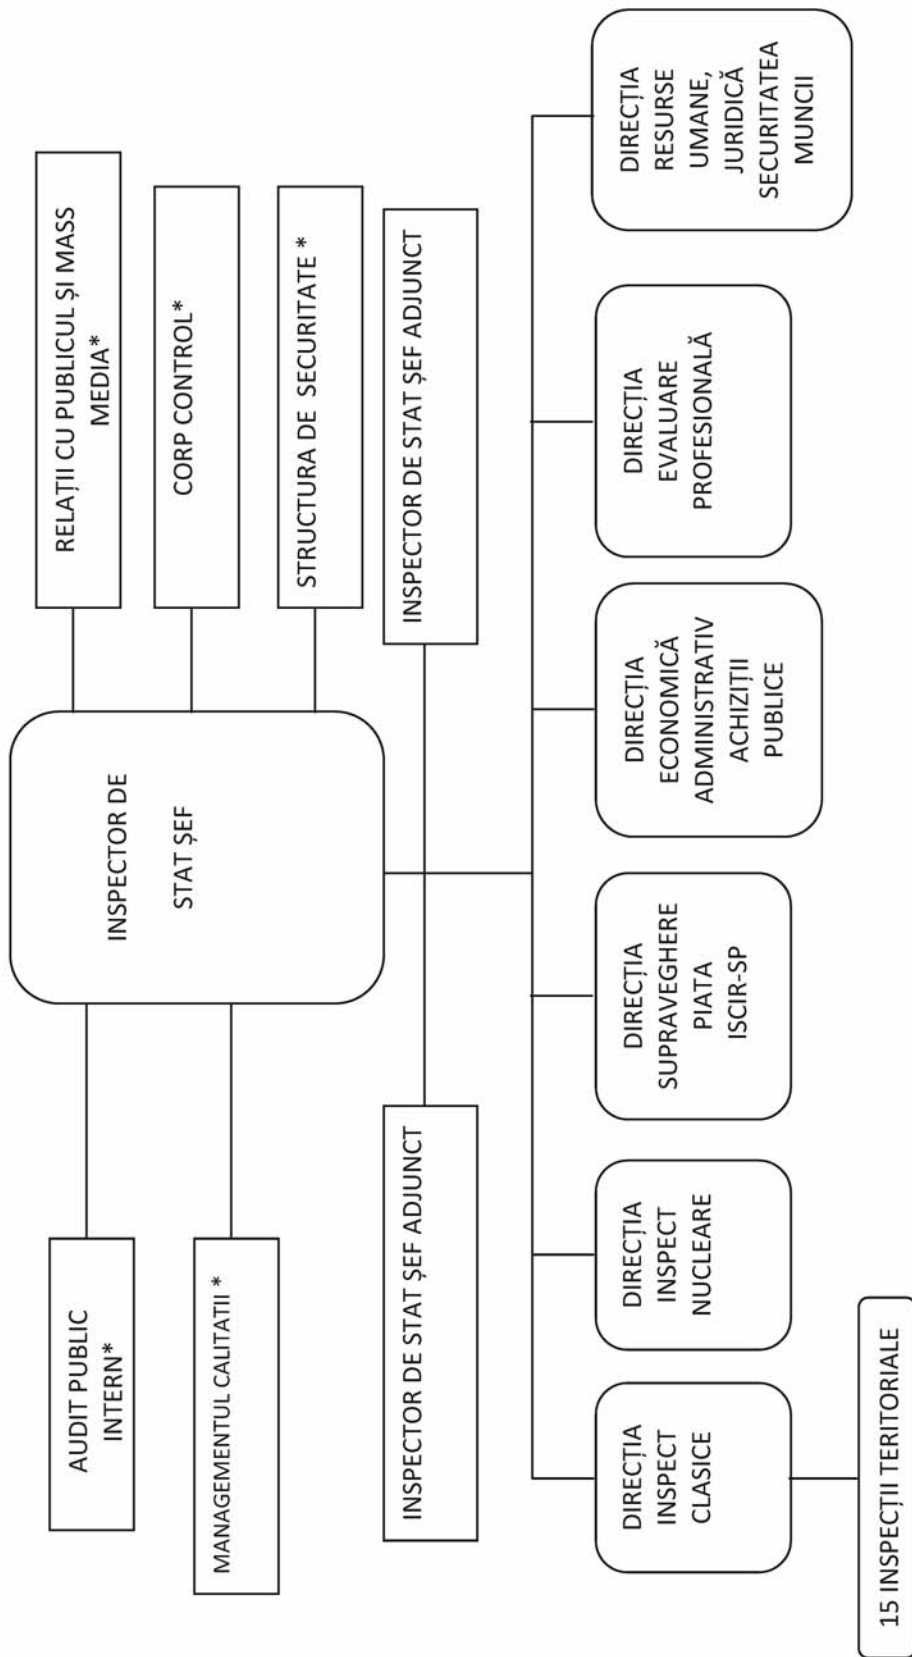 RELAȚII CU PUBLICUL ȘI MASS
MEDIA*
AUDIT PUBLIC
INTERN*
INSPECTOR DE
STAT ȘEF
CORP CONTROL*
MANAGEMENTUL CALITATII *
STRUCTURA DE SECURITATE *
INSPECTOR DE STAT ȘEF ADJUNCT
INSPECTOR DE STAT ȘEF ADJUNCT
DIRECȚIA
INSPECT
CLASICE
DIRECȚIA
INSPECT
NUCLEARE
DIRECȚIA
SUPRAVEGHERE
PIATA
ISCIR-SP
DIRECȚIA
ECONOMICĂ
ADMINISTRATIV
ACHIZIȚII
PUBLICE
DIRECȚIA
EVALUARE
PROFESIONALĂ
DIRECȚIA
RESURSE
UMANE,
JURIDICĂ
SECURITATEA
MUNCII
15 INSPECȚII TERITORIALE